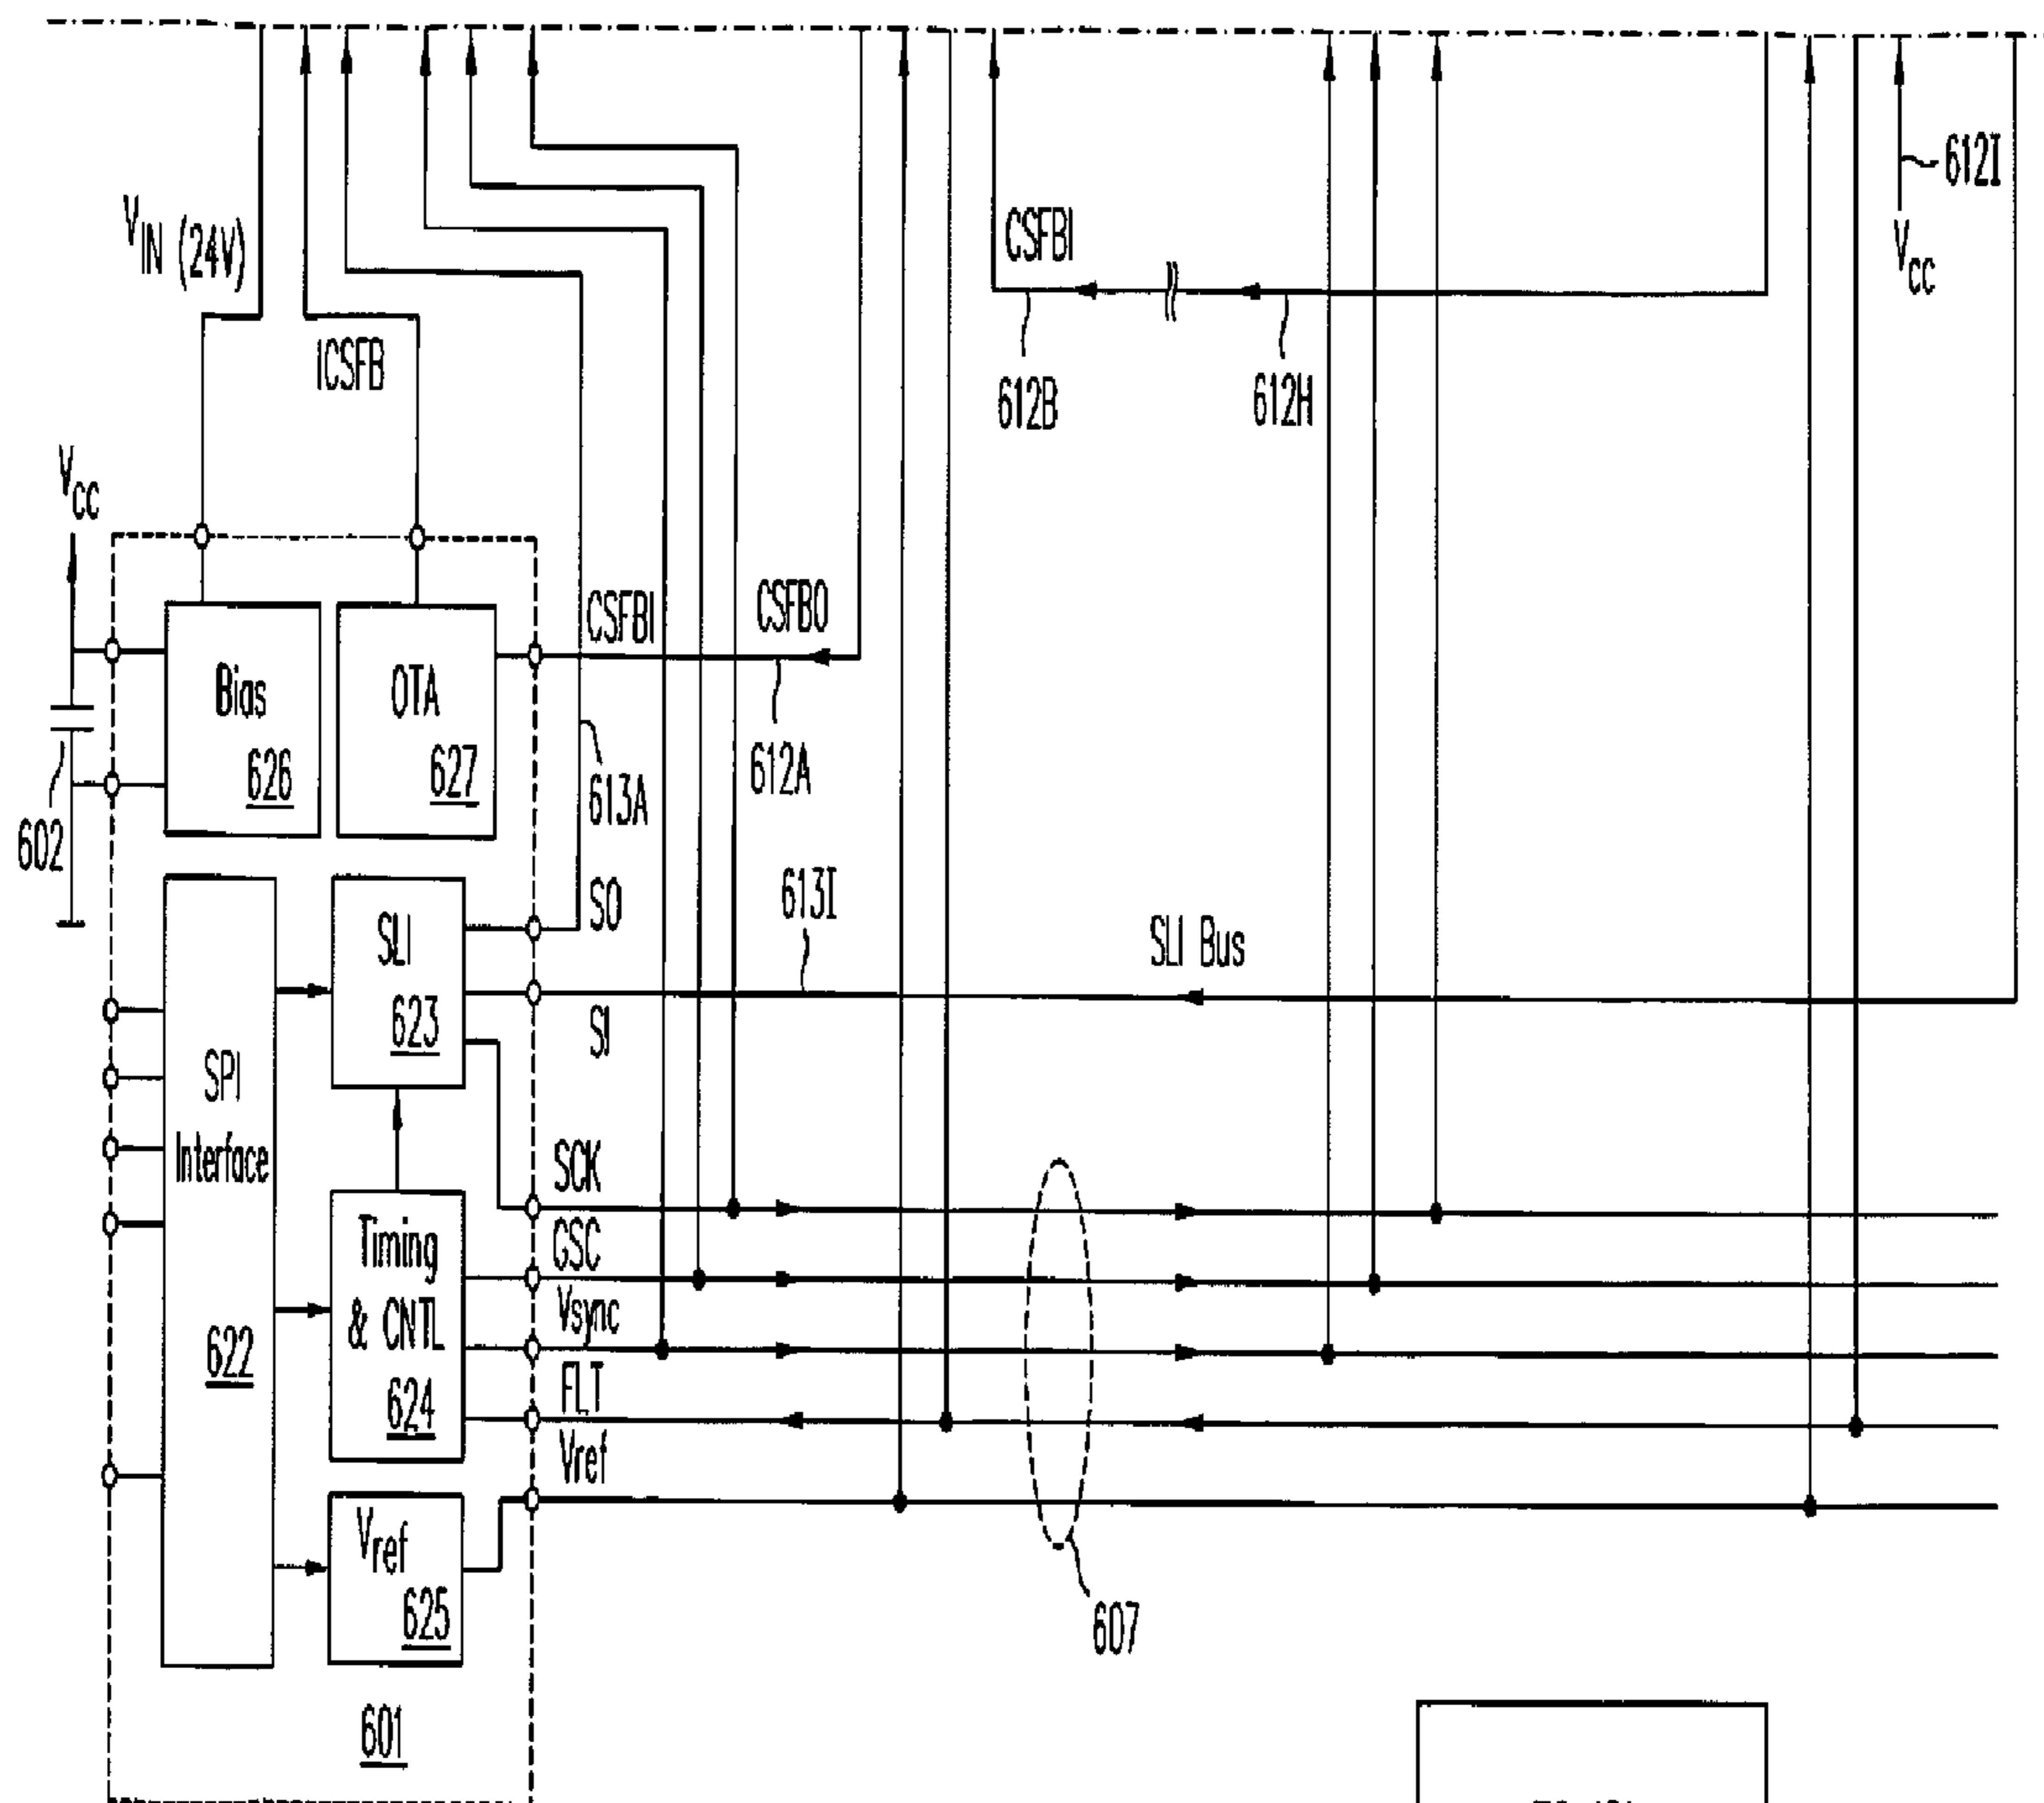 612I
V_IN (24V)
CSFBI
V_CC
ICSFB
612B
612H
V_CC
CSFBI
CSFBO
Bias
626
OTA
627
612A
613A
602
SLI
623
SO
613I
SLI Bus
SI
SPI
Interface
622
SCK
GSC
Timing
& CNTL
624
Vsync
FLT
Vref
V_ref
625
607
601